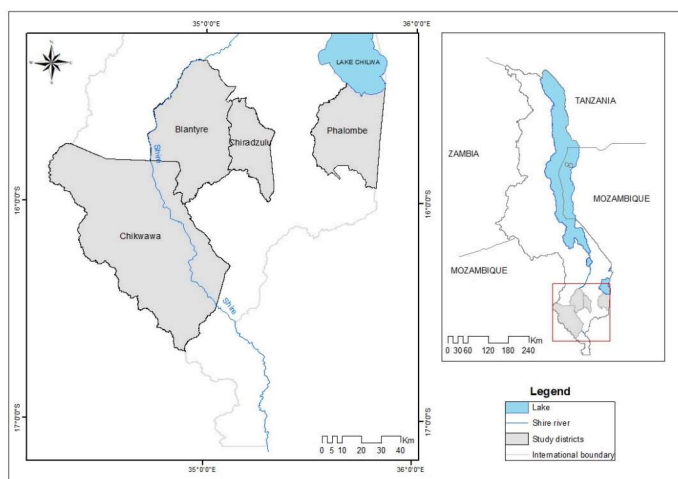 35°0'0"E
36°0'0"E
LAKE CHILWA
Blantyre
Chiradzulu
Phalombe
Shire
16°0'0"S
16°0'0"S
Chikwawa
Shire
17°0'0"S
17°0'0"S
0 5 10 20 30 40
Km
35°0'0"E
36°0'0"E
TANZANIA
ZAMBIA
MOZAMBIQUE
MOZAMBIQUE
Km
0 30 60 120 180 240
Legend
Lake
Shire river
Study districts
International boundary